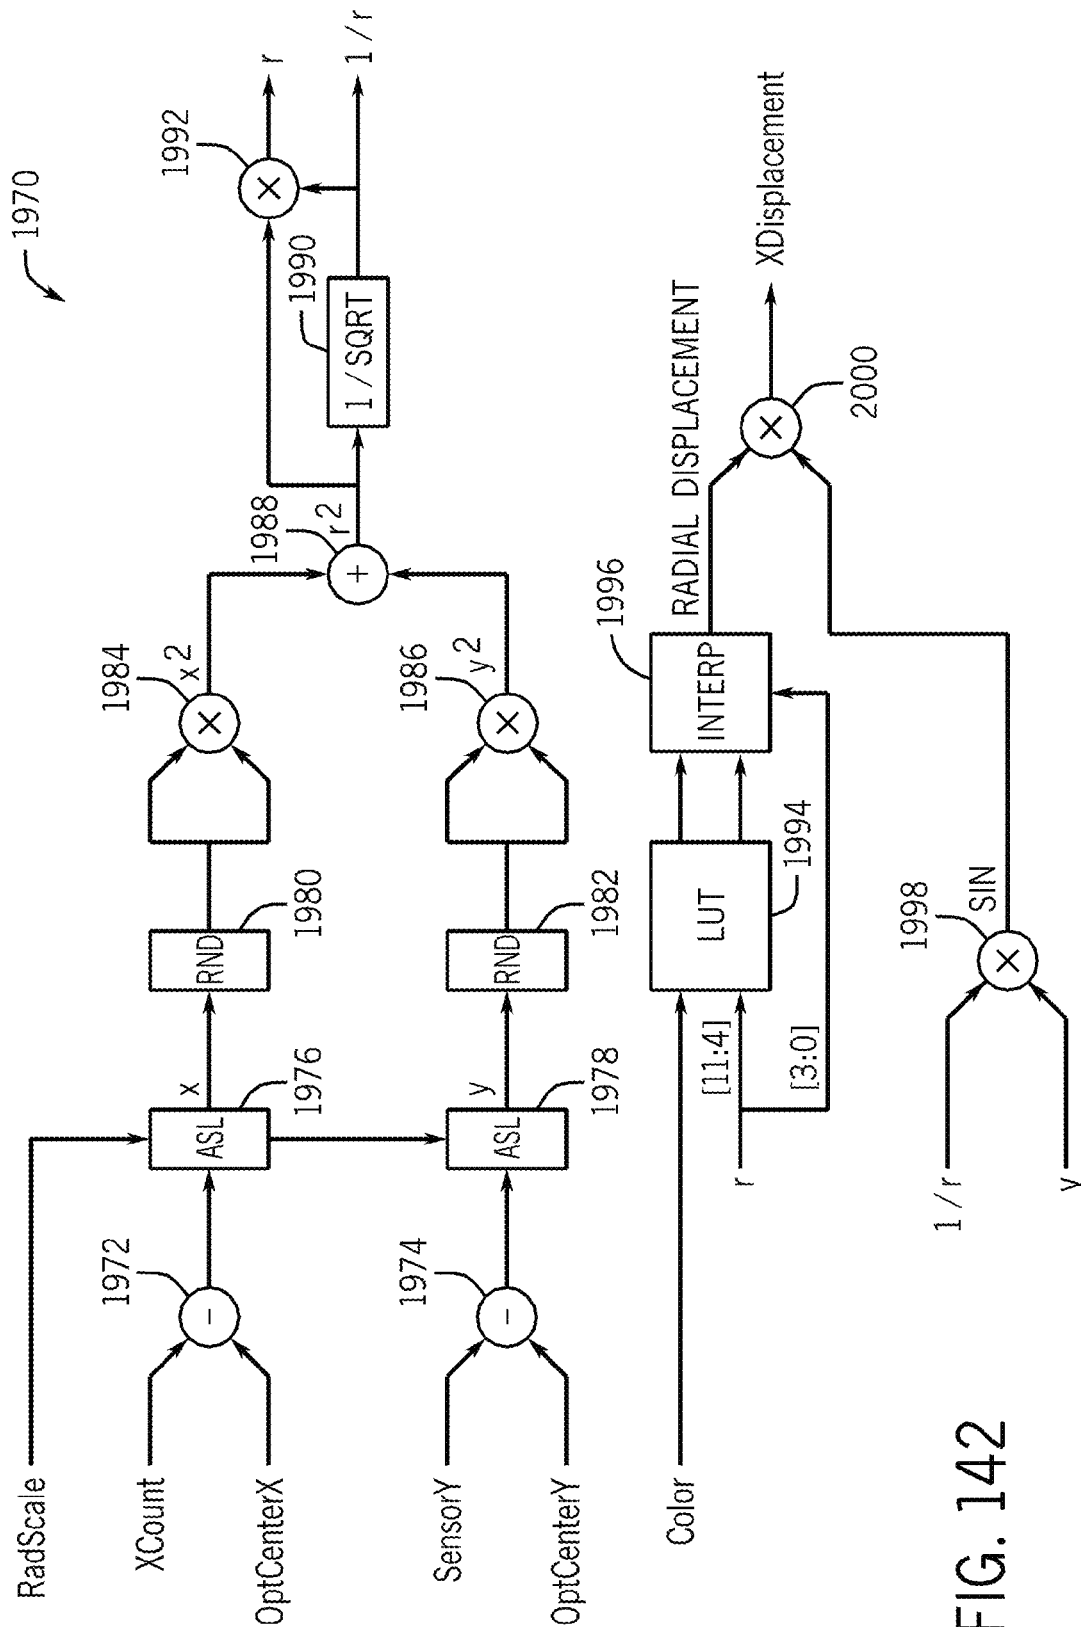 1970
RadScale
XCount
OptCenterX
1972
ASL
1976
x
RND
1980
1984
x2
1988
r2
1990
1/SQRT
1992
r
1/r
SensorY
OptCenterY
1974
ASL
1978
y
RND
1982
1986
y2
Color
r
[11:4]
[3:0]
LUT
1994
1996
INTERP
RADIAL DISPLACEMENT
2000
XDisplacement
1/r
y
1998
SIN
FIG. 142